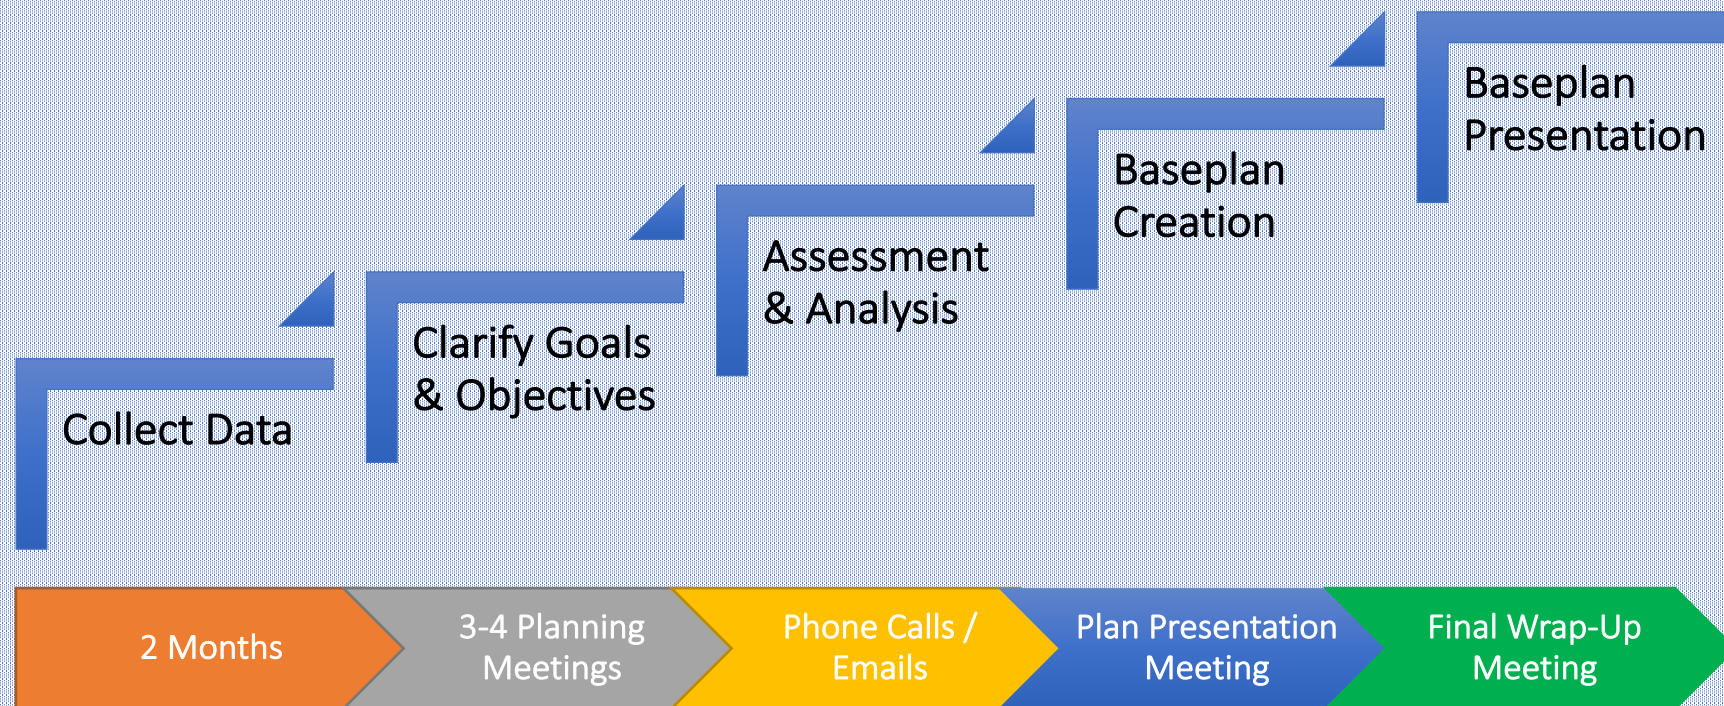 Collect Data
Clarify Goals
& Objectives
Assessment
& Analysis
Baseplan
Creation
Baseplan
Presentation
2 Months
3-4 Planning
Meetings
Phone Calls /
Emails
Plan Presentation
Meeting
Final Wrap-Up
Meeting